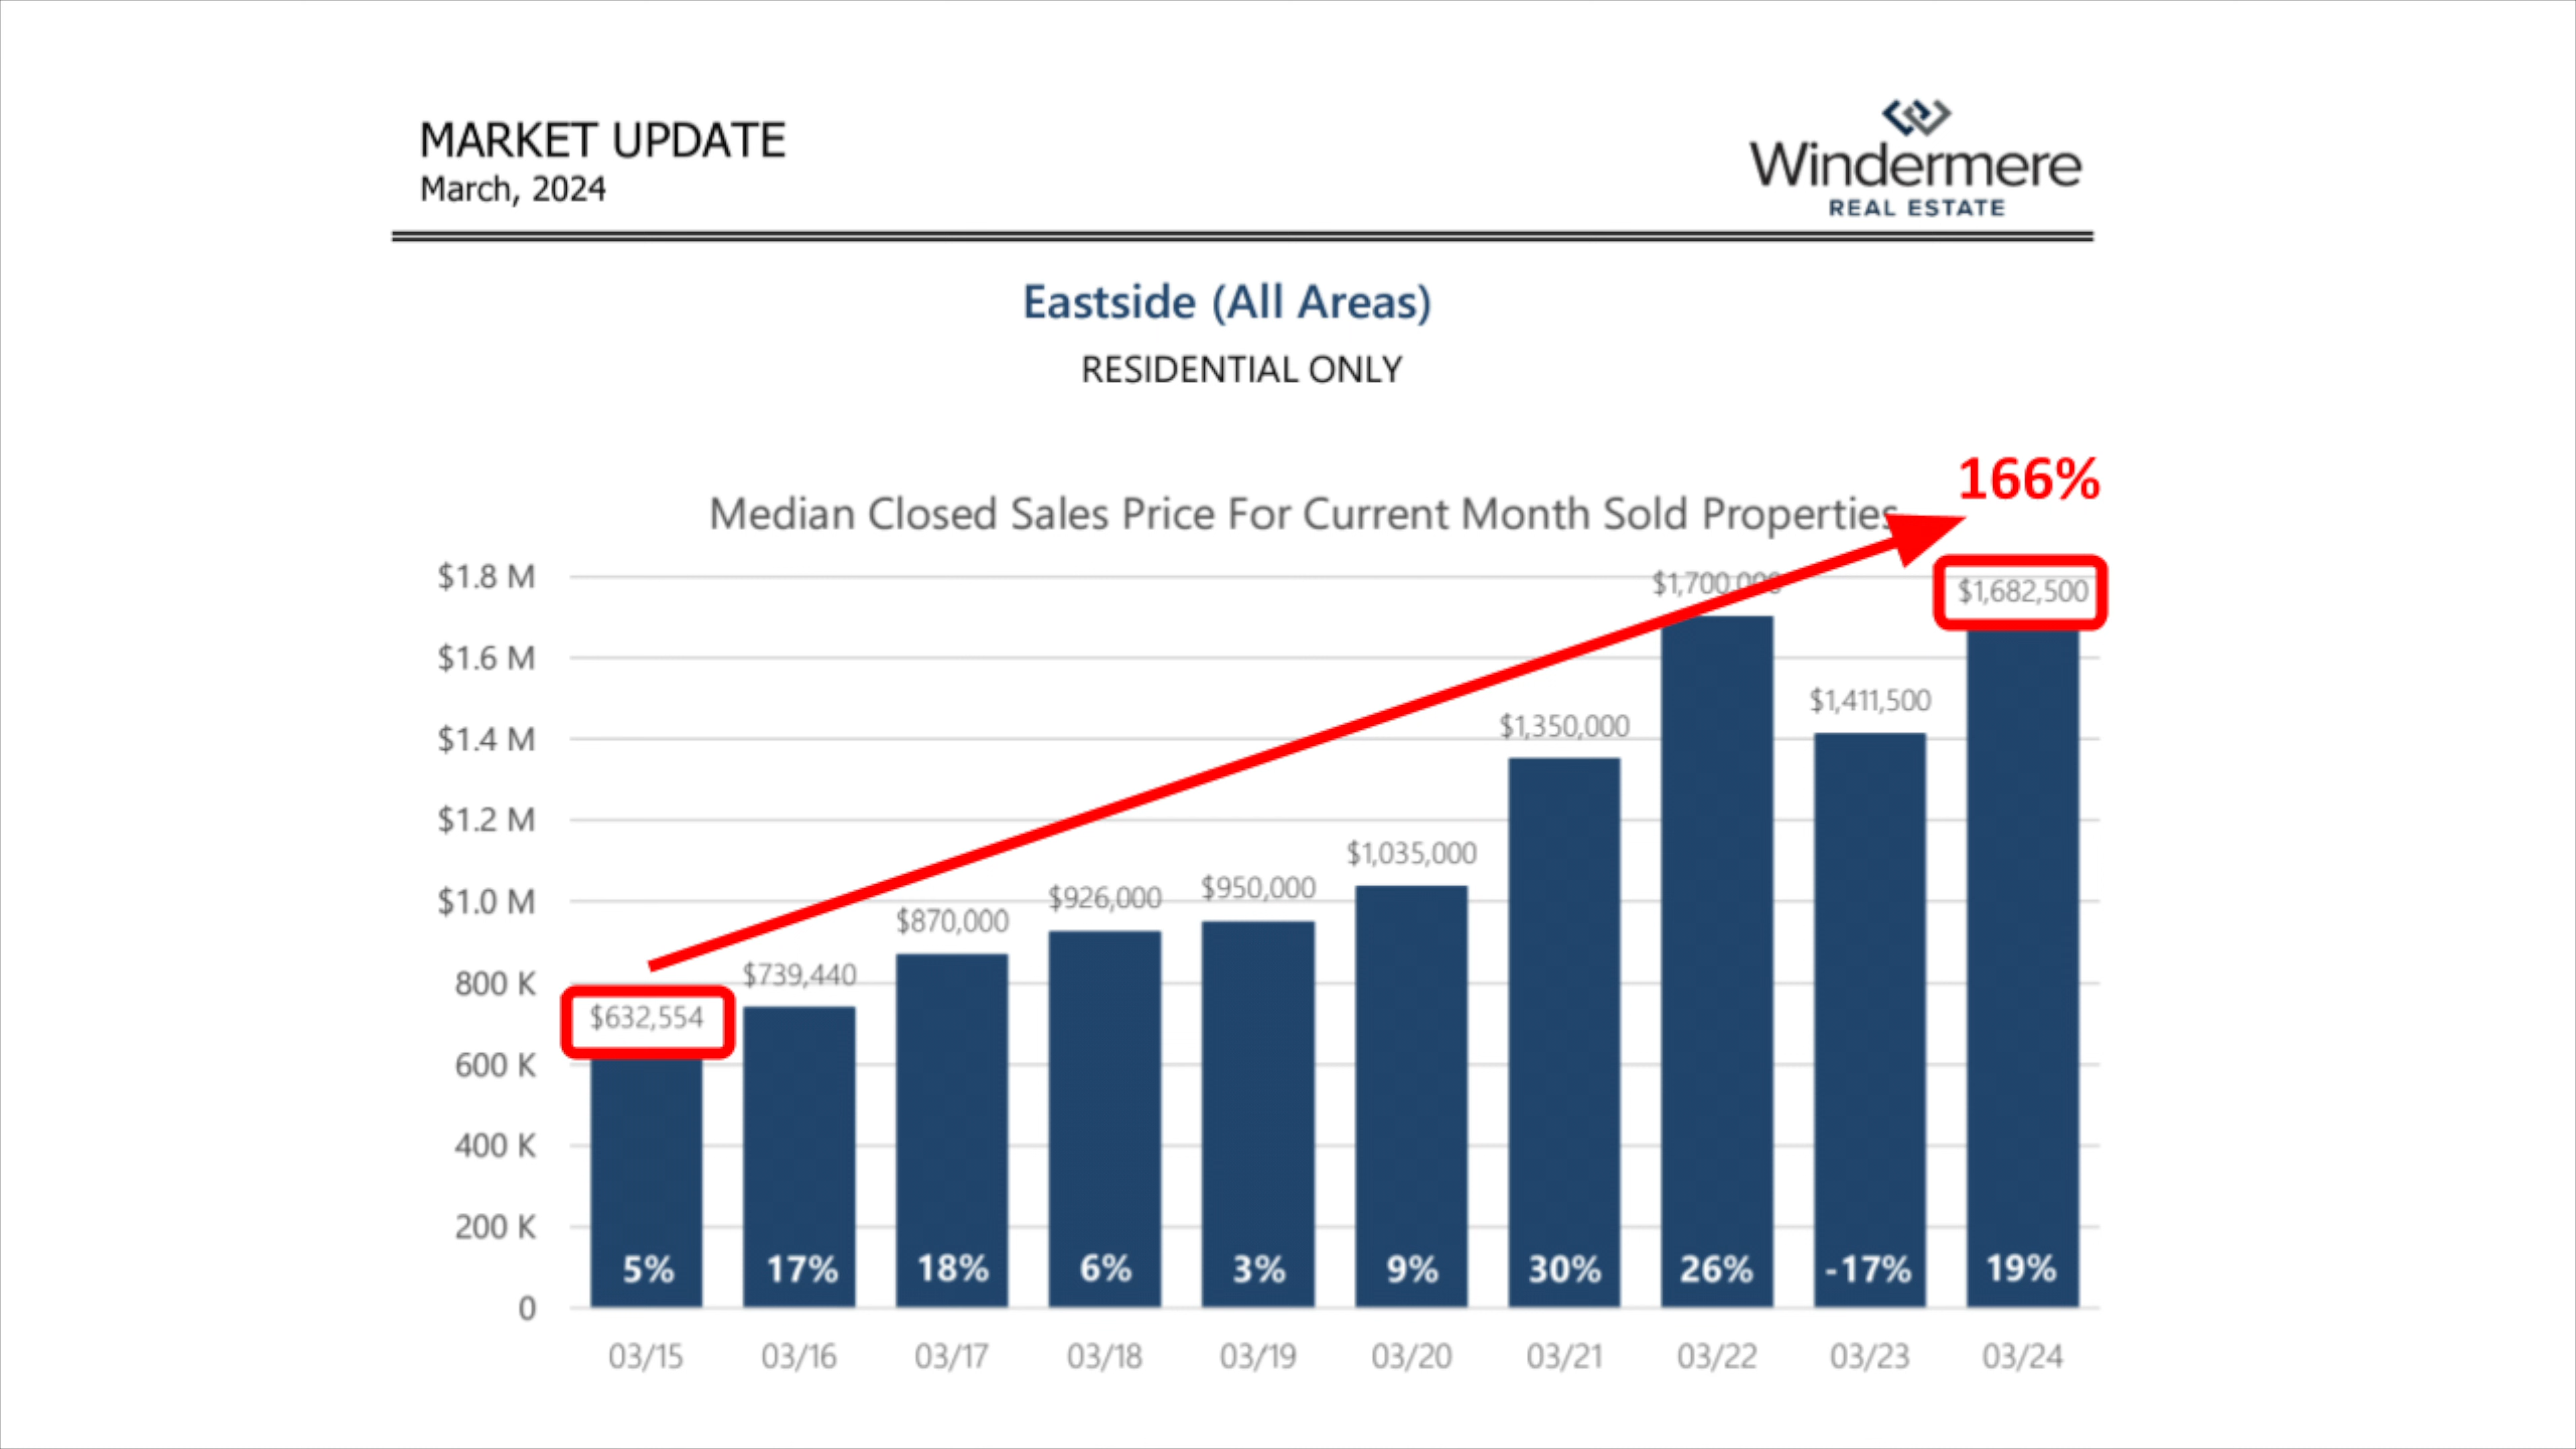 MARKET UPDATE
March, 2024
Windermere
REAL ESTATE
Eastside (All Areas)
RESIDENTIAL ONLY
166%
Median Closed Sales Price For Current Month Sold Properties
$1.8 M
$1.6 M
$1.4 M
$1.2 M
$1.0 M
800 K
600 K
400 K
200 K
0
$632,554
$739,440
$870,000
$926,000
$950,000
$1,035,000
$1,350,000
$1,700,000
$1,411,500
$1,682,500
5% 17% 18% 6% 3% 9% 30% 26% -17% 19%
03/15 03/16 03/17 03/18 03/19 03/20 03/21 03/22 03/23 03/24